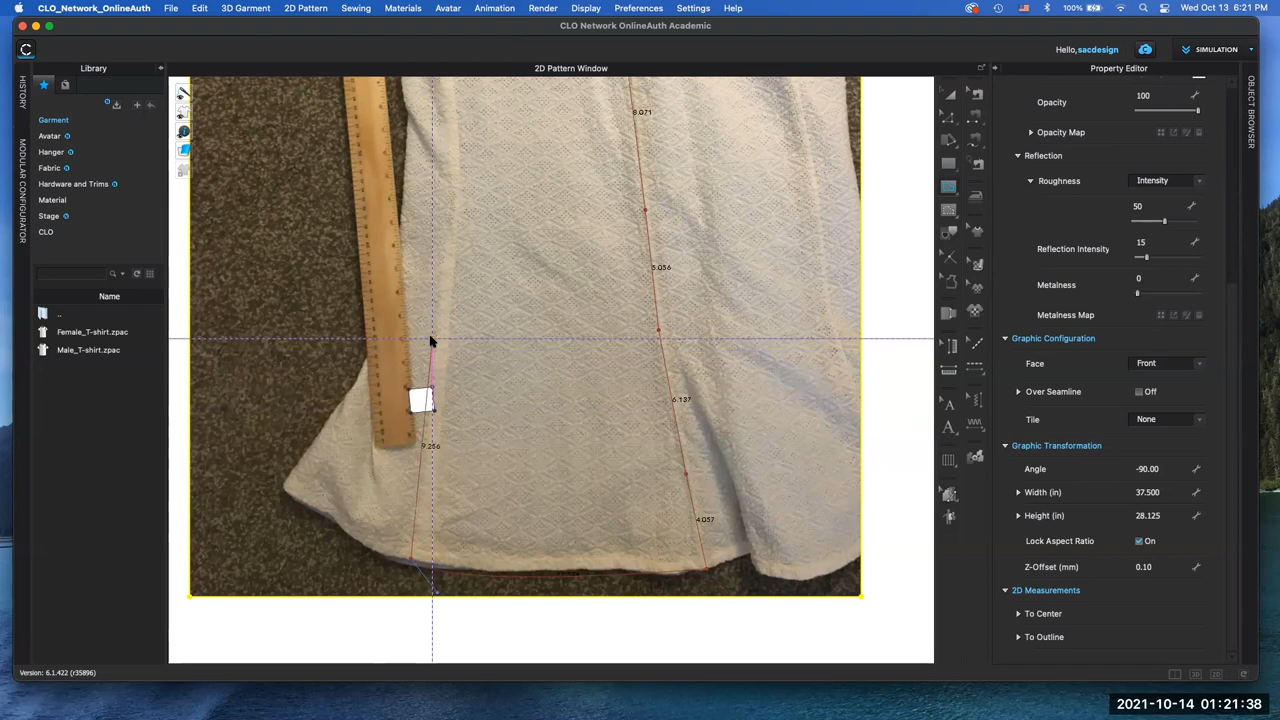 CLO_Network_OnlineAuth File Edit 3D Garment 2D Pattern Sewing Materials Avatar Animation Render Display Preferences Settings Help 100% Wed Oct 13 6:21 PM
CLO Network OnlineAuth Academic
Hello,sacdesign SIMULATION
Library 2D Pattern Window Property Editor
HISTORY
MODULAR CONFIGURATOR
OBJECT BROWSER
Garment
Avatar
Hanger
Fabric
Hardware and Trims
Material
Stage
CLO
Name
..
Female_T-shirt.zpac
Male_T-shirt.zpac
8.071
5.056
6.137
9.256
4.057
Opacity 100
Opacity Map
Reflection
Roughness Intensity
50
Reflection Intensity 15
Metalness 0
Metalness Map
Graphic Configuration
Face Front
Over Seamline Off
Tile None
Graphic Transformation
Angle -90.00
Width (in) 37.500
Height (in) 28.125
Lock Aspect Ratio On
Z-Offset (mm) 0.10
2D Measurements
To Center
To Outline
Version: 6.1.422 (r35896) 3D 2D
2021-10-14 01:21:38